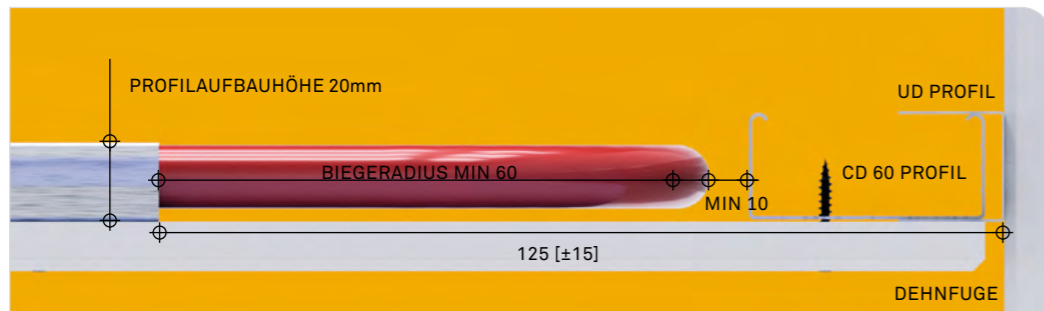 PROFILAUFBAUHÖHE 20mm
UD PROFIL
BIEGERADIUS MIN 60
CD 60 PROFIL
MIN 10
125 [±15]
DEHNFUGE